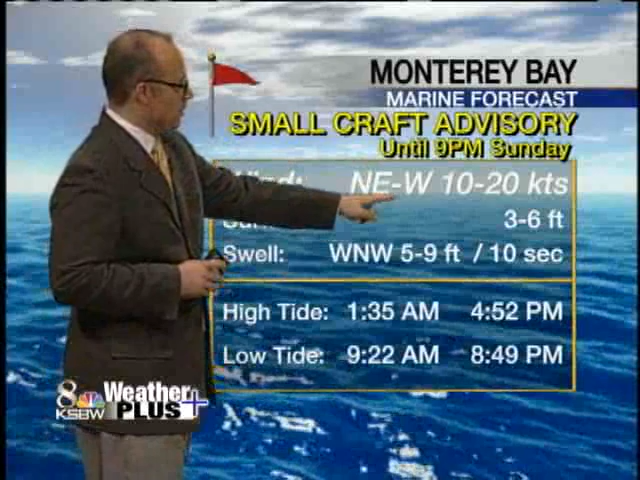 MONTEREY BAY
MARINE FORECAST
SMALL CRAFT ADVISORY
Until 9PM Sunday
NE-W 10-20 kts
3-6 ft
Swell: WNW 5-9 ft / 10 sec
High Tide: 1:35 AM 4:52 PM
Low Tide: 9:22 AM 8:49 PM
8 Weather
KSBW PLUS+